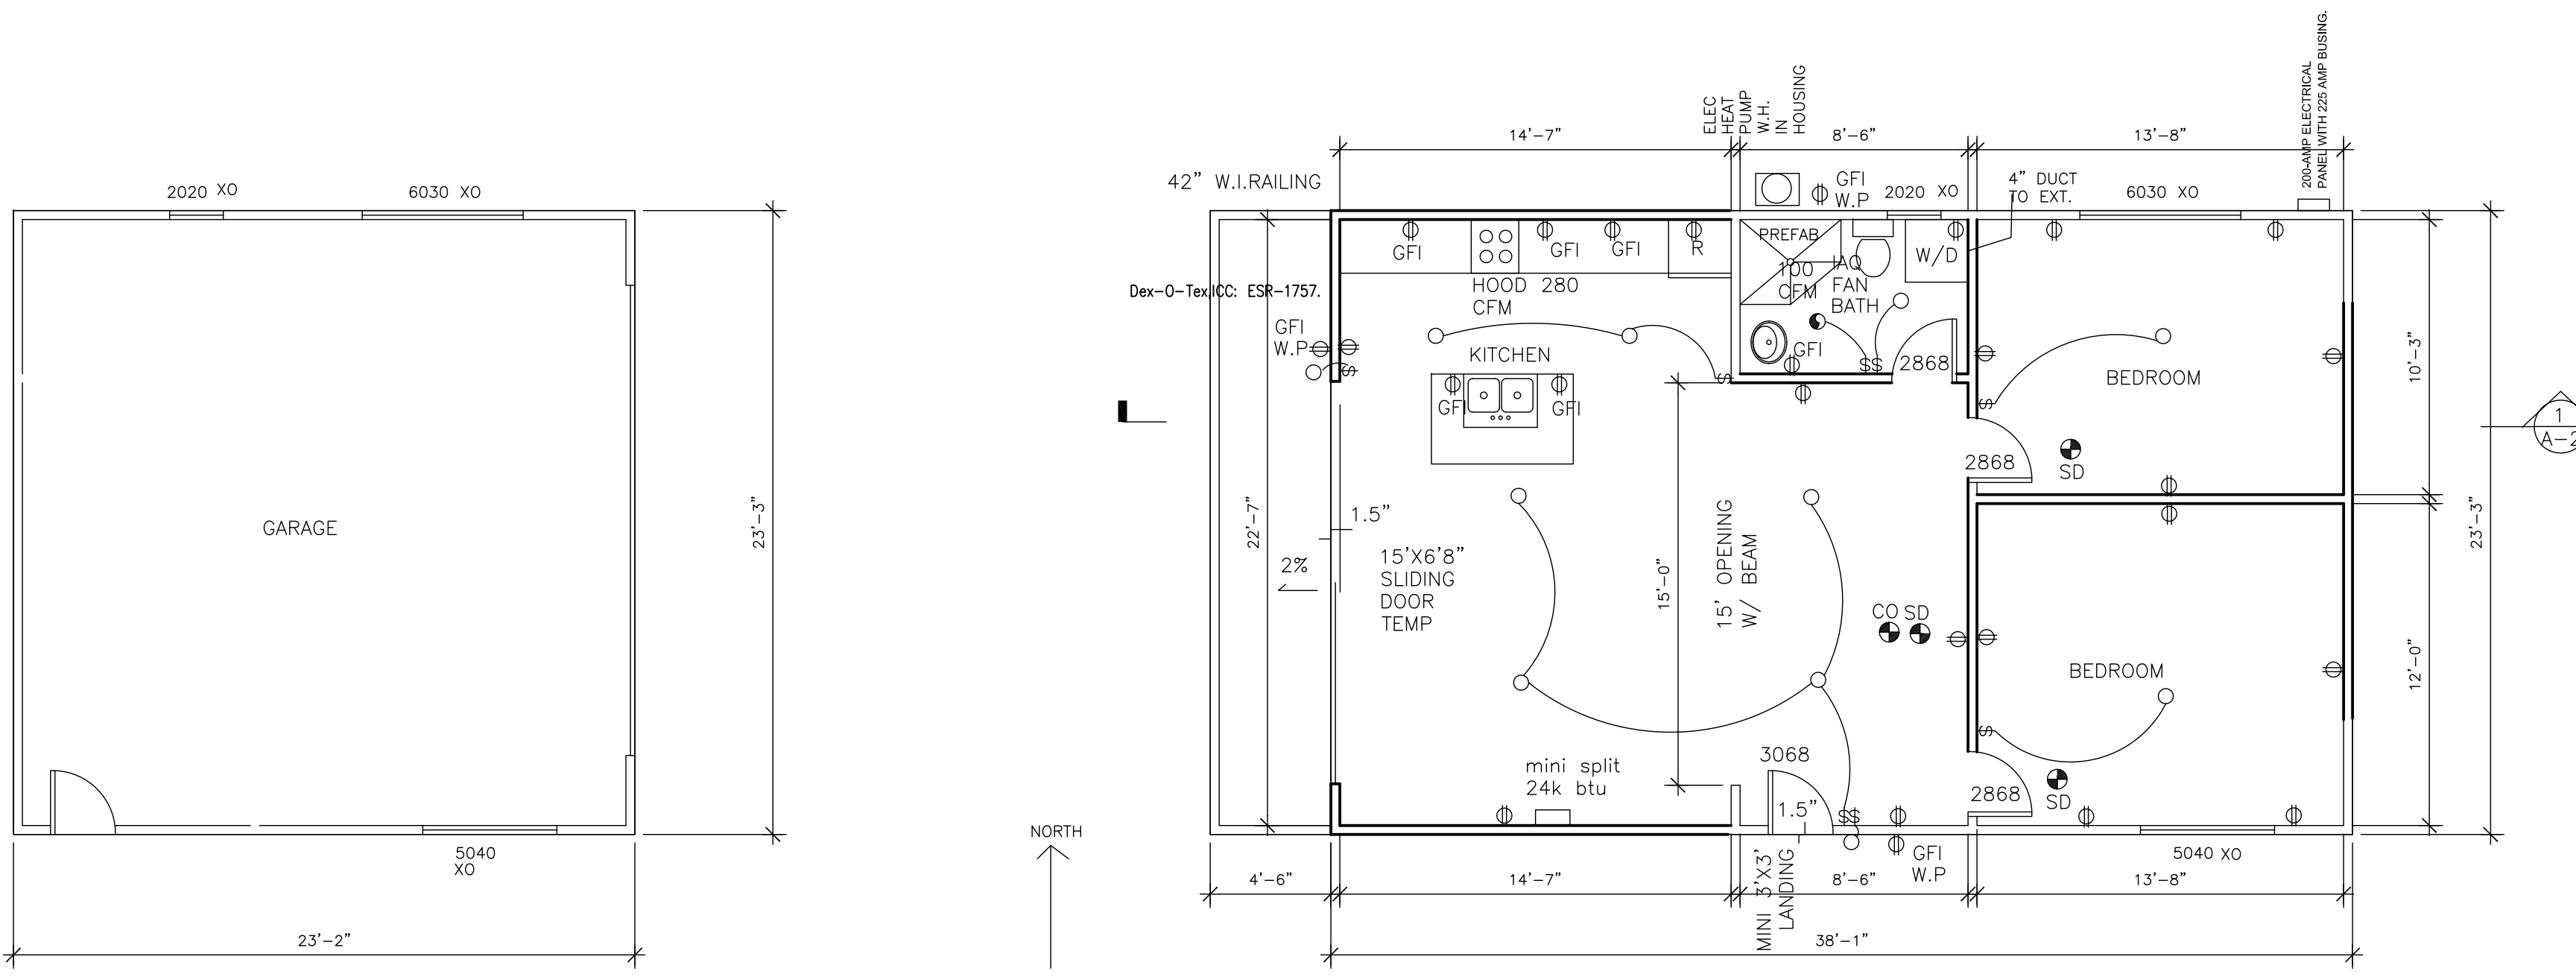 2020 XO
6030 XO
GARAGE
23'-3"
5040
XO
23'-2"
NORTH
42" W.I.RAILING
Dex-O-Tex,ICC: ESR-1757.
14'-7"
ELEC
HEAT
PUMP
W.H.
IN
HOUSING
8'-6"
13'-8"
200-AMP ELECTRICAL
PANEL WITH 225 AMP BUSING.
GFI
W.P
2020 XO
4" DUCT
TO EXT.
6030 XO
GFI
GFI
GFI
R
PREFAB
W/D
HOOD 280
CFM
100
CFM
IAQ
FAN
BATH
GFI
W.P
KITCHEN
GFI
$
$
$$
2868
BEDROOM
10'-3"
GFI
GFI
$
1
A-2
2868
SD
22'-7"
1.5"
2%
15'X6'8"
SLIDING
DOOR
TEMP
15'-0"
15' OPENING
W/ BEAM
23'-3"
CO SD
BEDROOM
12'-0"
$
mini split
24k btu
3068
1.5"
$$
2868
SD
GFI
W.P
5040 XO
4'-6"
14'-7"
MINI 3'X3'
LANDING
8'-6"
13'-8"
38'-1"